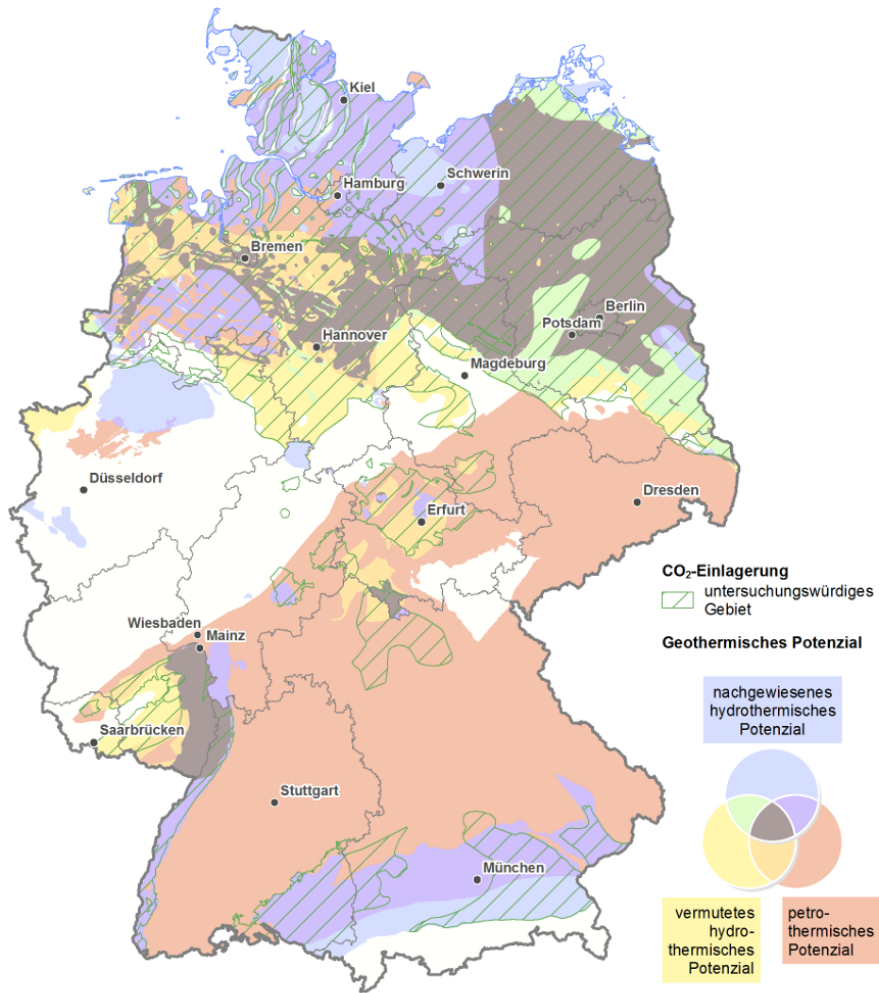 Kiel
Hamburg
Schwerin
Bremen
Berlin
Potsdam
Hannover
Magdeburg
Düsseldorf
Dresden
Erfurt
Wiesbaden
Mainz
Saarbrücken
Stuttgart
München
CO₂-Einlagerung
untersuchungswürdiges
Gebiet
Geothermisches Potenzial
nachgewiesenes
hydrothermisches
Potenzial
vermutetes
hydro-
thermisches
Potenzial
petro-
thermisches
Potenzial